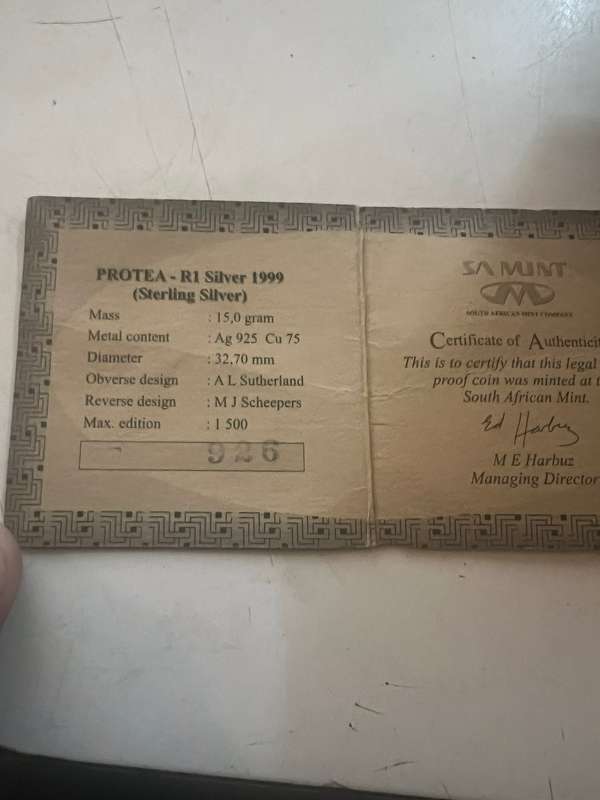 PROTEA - R1 Silver 1999
(Sterling Silver)
Mass : 15,0 gram
Metal content : Ag 925 Cu 75
Diameter : 32,70 mm
Obverse design : A L Sutherland
Reverse design : M J Scheepers
Max. edition : 1 500
926
SA MINT
SOUTH AFRICAN MINT COMPANY
Certificate of Authenticit
This is to certify that this legal
proof coin was minted at t
South African Mint.
Ed Harbuz
M E Harbuz
Managing Director